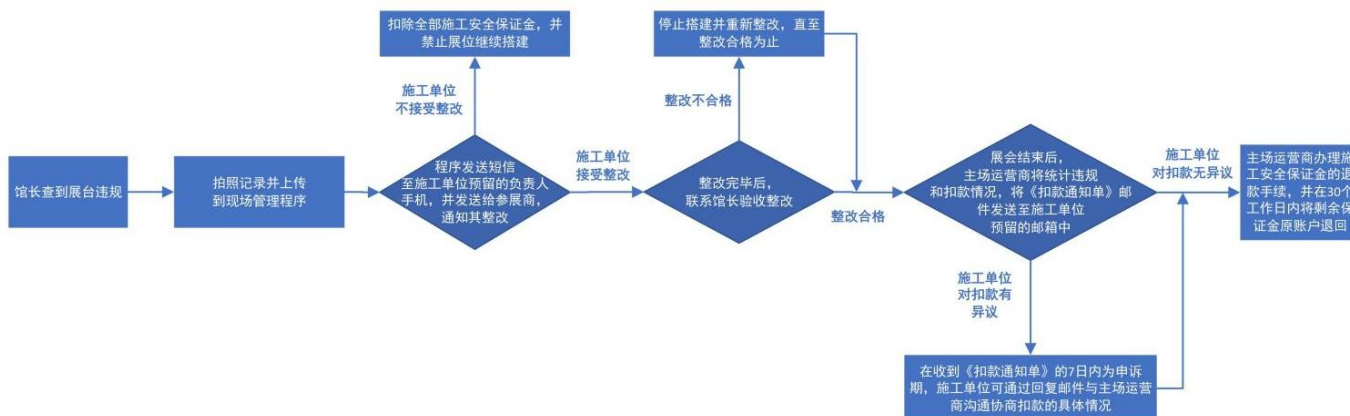 扣除全部施工安全保证金，并
禁止展位继续搭建
停止搭建并重新整改，直至
整改合格为止
施工单位
不接受整改
整改不合格
馆长查到展台违规
拍照记录并上传
到现场管理程序
程序发送短信
至施工单位预留的负责人
手机，并发送给参展商，
通知其整改
施工单位
接受整改
整改完毕后，
联系馆长验收整改
整改合格
展会结束后，
主场运营商将统计违规
和扣款情况，将《扣款通知单》邮
件发送至施工单位
预留的邮箱中
施工单位
对扣款无异议
主场运营商办理施
工安全保证金的退
款手续，并在30个
工作日内将剩余保
证金原账户退回
施工单位
对扣款有
异议
在收到《扣款通知单》的7日内为申诉
期，施工单位可通过回复邮件与主场运营
商沟通协商扣款的具体情况